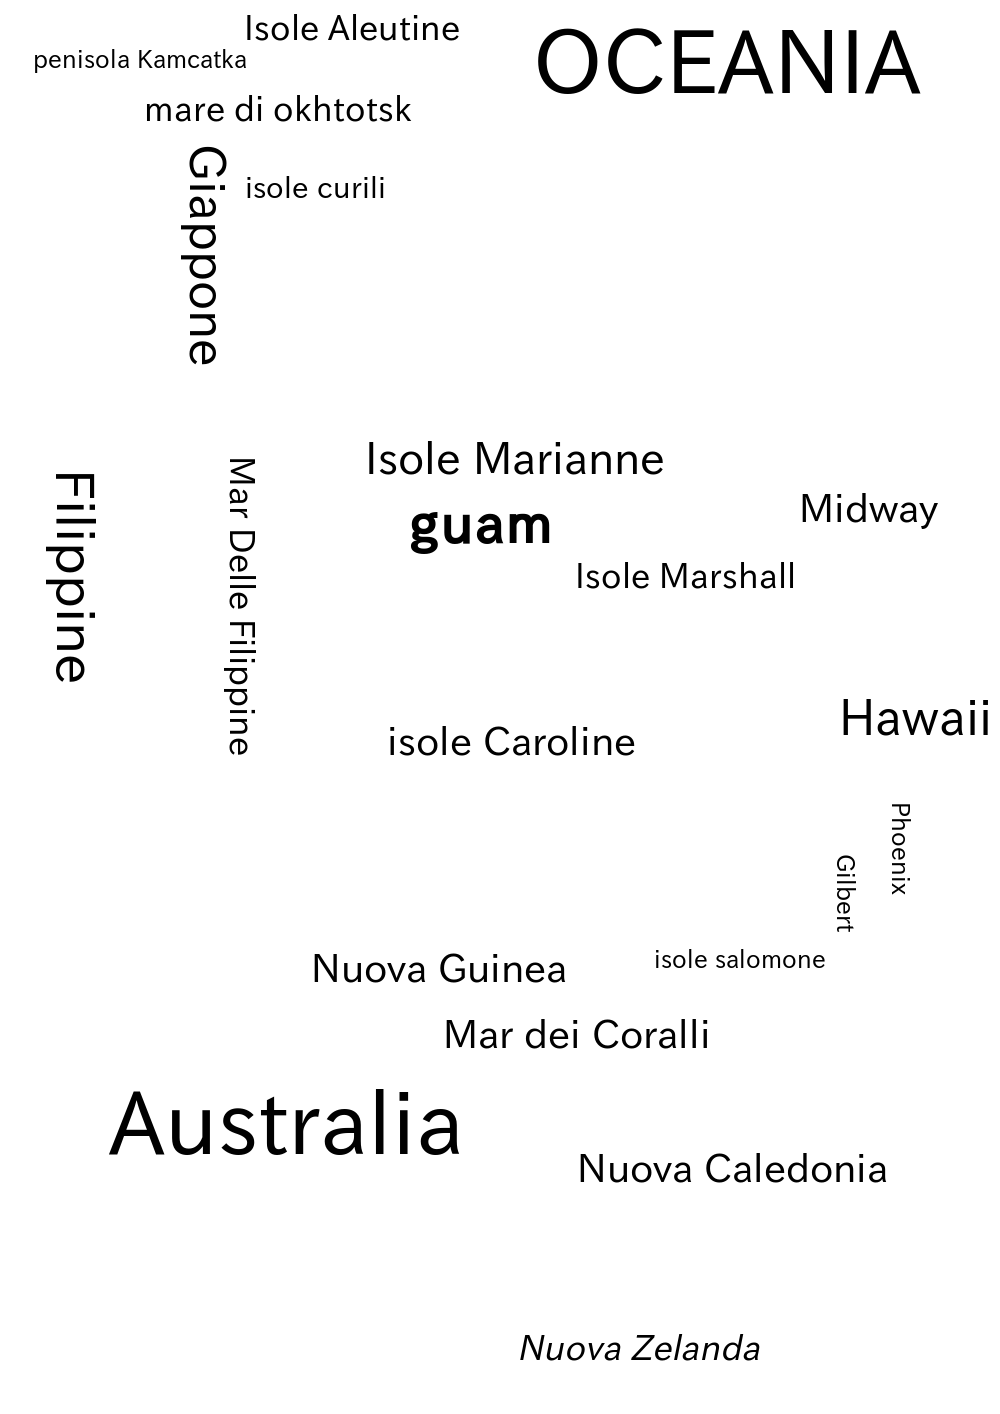 Isole Aleutine
OCEANIA
penisola Kamcatka
mare di okhtotsk
Giappone
isole curili
Isole Marianne
Filippine
Mar Delle Filippine
guam
Midway
Isole Marshall
Hawaii
isole Caroline
Phoenix
Gilbert
Nuova Guinea
isole salomone
Mar dei Coralli
Australia
Nuova Caledonia
Nuova Zelanda